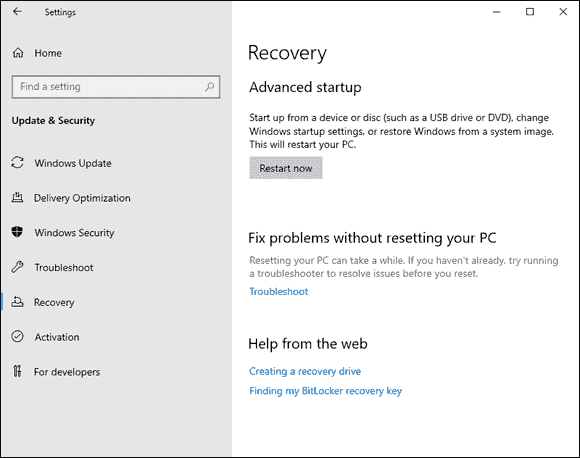 Settings
Home
Find a setting
Update & Security
Windows Update
Delivery Optimization
Windows Security
Troubleshoot
Recovery
Activation
For developers
Recovery
Advanced startup
Start up from a device or disc (such as a USB drive or DVD), change
Windows startup settings, or restore Windows from a system image.
This will restart your PC.
Restart now
Fix problems without resetting your PC
Resetting your PC can take a while. If you haven't already, try running
a troubleshooter to resolve issues before you reset.
Troubleshoot
Help from the web
Creating a recovery drive
Finding my BitLocker recovery key